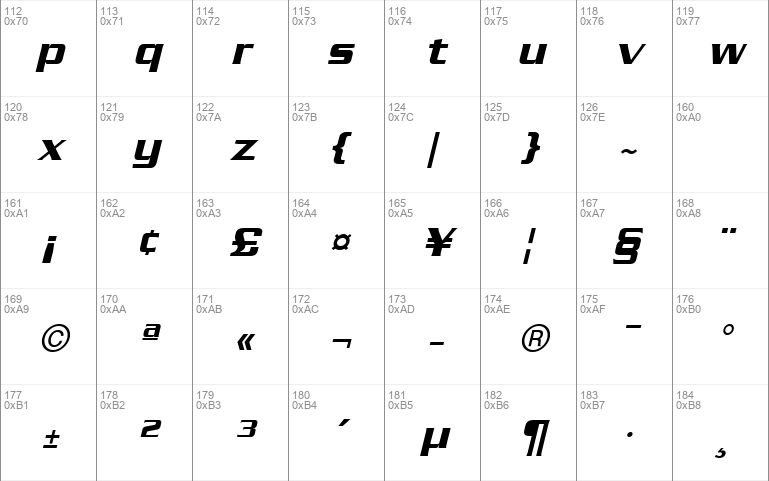 112 113 114 115 116 117 118 119
0x70 0x71 0x72 0x73 0x74 0x75 0x76 0x77
p q r s t u v w
120 121 122 123 124 125 126 160
0x78 0x79 0x7A 0x7B 0x7C 0x7D 0x7E 0xA0
x y z { | } ~
161 162 163 164 165 166 167 168
0xA1 0xA2 0xA3 0xA4 0xA5 0xA6 0xA7 0xA8
¡ ¢ £ ¤ ¥ ¦ § ¨
169 170 171 172 173 174 175 176
0xA9 0xAA 0xAB 0xAC 0xAD 0xAE 0xAF 0xB0
© ª « ¬ - ® ¯ °
177 178 179 180 181 182 183 184
0xB1 0xB2 0xB3 0xB4 0xB5 0xB6 0xB7 0xB8
± ² ³ ´ µ ¶ · ¸